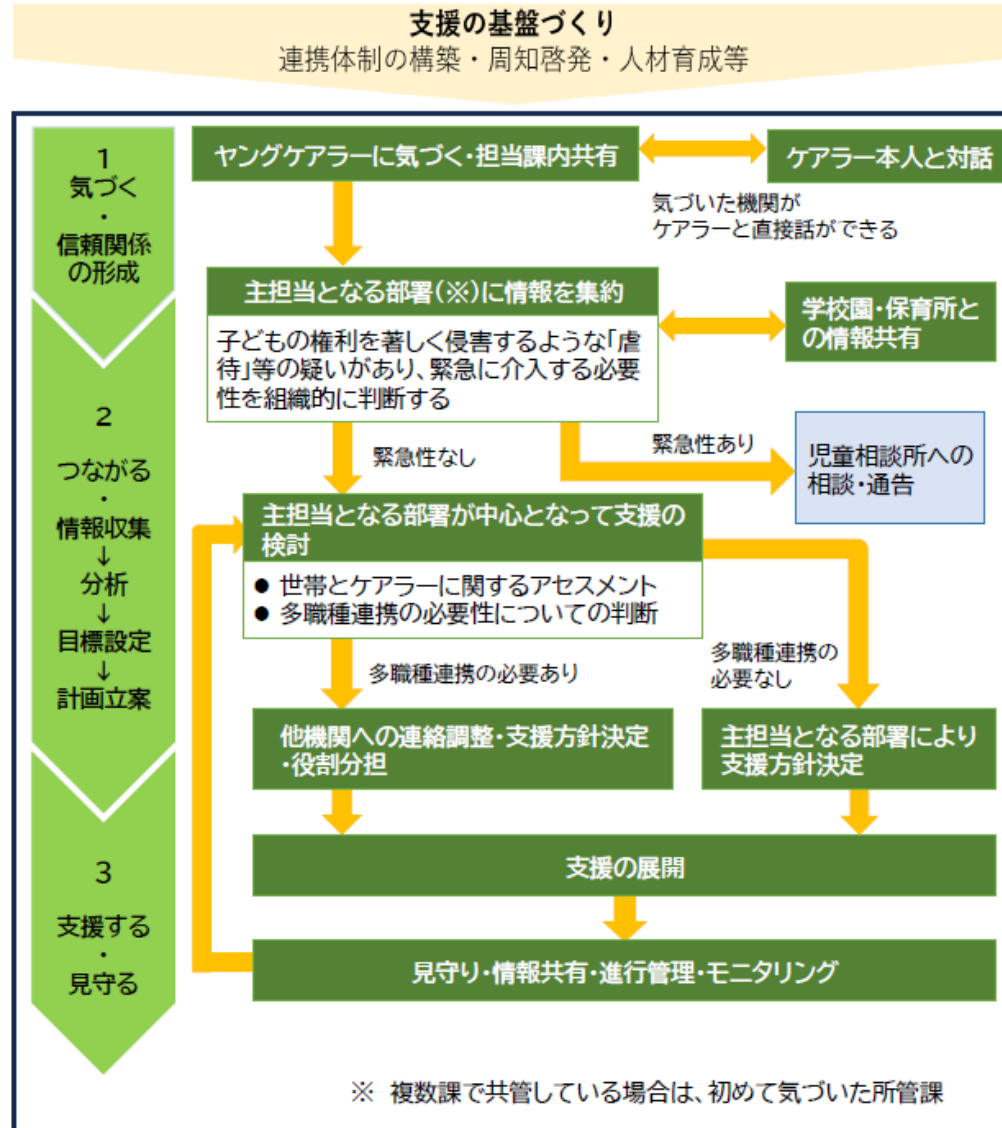 支援の基盤づくり
連携体制の構築・周知啓発・人材育成等
1
気づく
・
信頼関係
の形成
ヤングケアラーに気づく・担当課内共有
ケアラー本人と対話
気づいた機関が
ケアラーと直接話ができる
主担当となる部署(※)に情報を集約
子どもの権利を著しく侵害するような「虐
待」等の疑いがあり、緊急に介入する必要
性を組織的に判断する
学校園・保育所と
の情報共有
緊急性なし
緊急性あり
児童相談所への
相談・通告
2
つながる
・
情報収集
↓
分析
↓
目標設定
↓
計画立案
主担当となる部署が中心となって支援の
検討
● 世帯とケアラーに関するアセスメント
● 多職種連携の必要性についての判断
多職種連携の必要あり
多職種連携の
必要なし
他機関への連絡調整・支援方針決定
・役割分担
主担当となる部署により
支援方針決定
3
支援する
・
見守る
支援の展開
見守り・情報共有・進行管理・モニタリング
※ 複数課で共管している場合は、初めて気づいた所管課